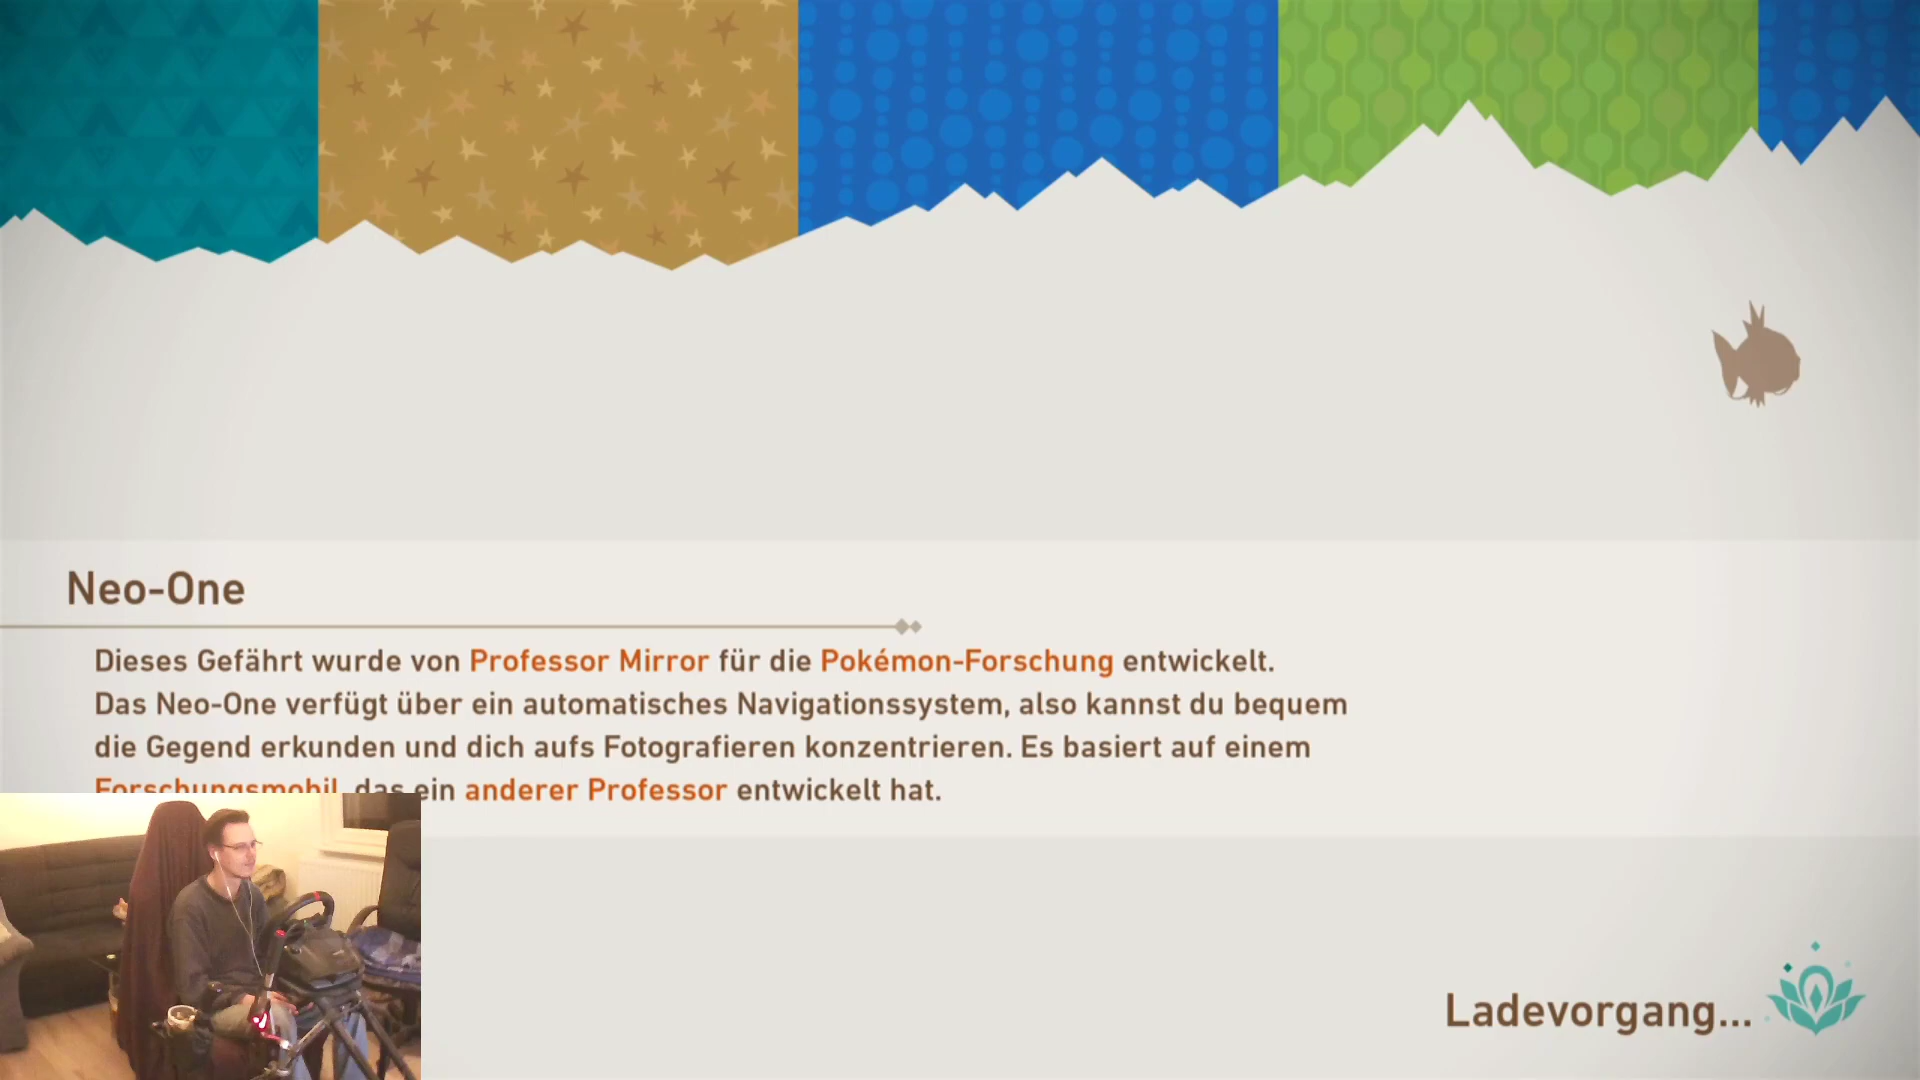 Neo-One
Dieses Gefährt wurde von Professor Mirror für die Pokémon-Forschung entwickelt.
Das Neo-One verfügt über ein automatisches Navigationssystem, also kannst du bequem
die Gegend erkunden und dich aufs Fotografieren konzentrieren. Es basiert auf einem
Forschungsmobil, das ein anderer Professor entwickelt hat.
Ladevorgang...